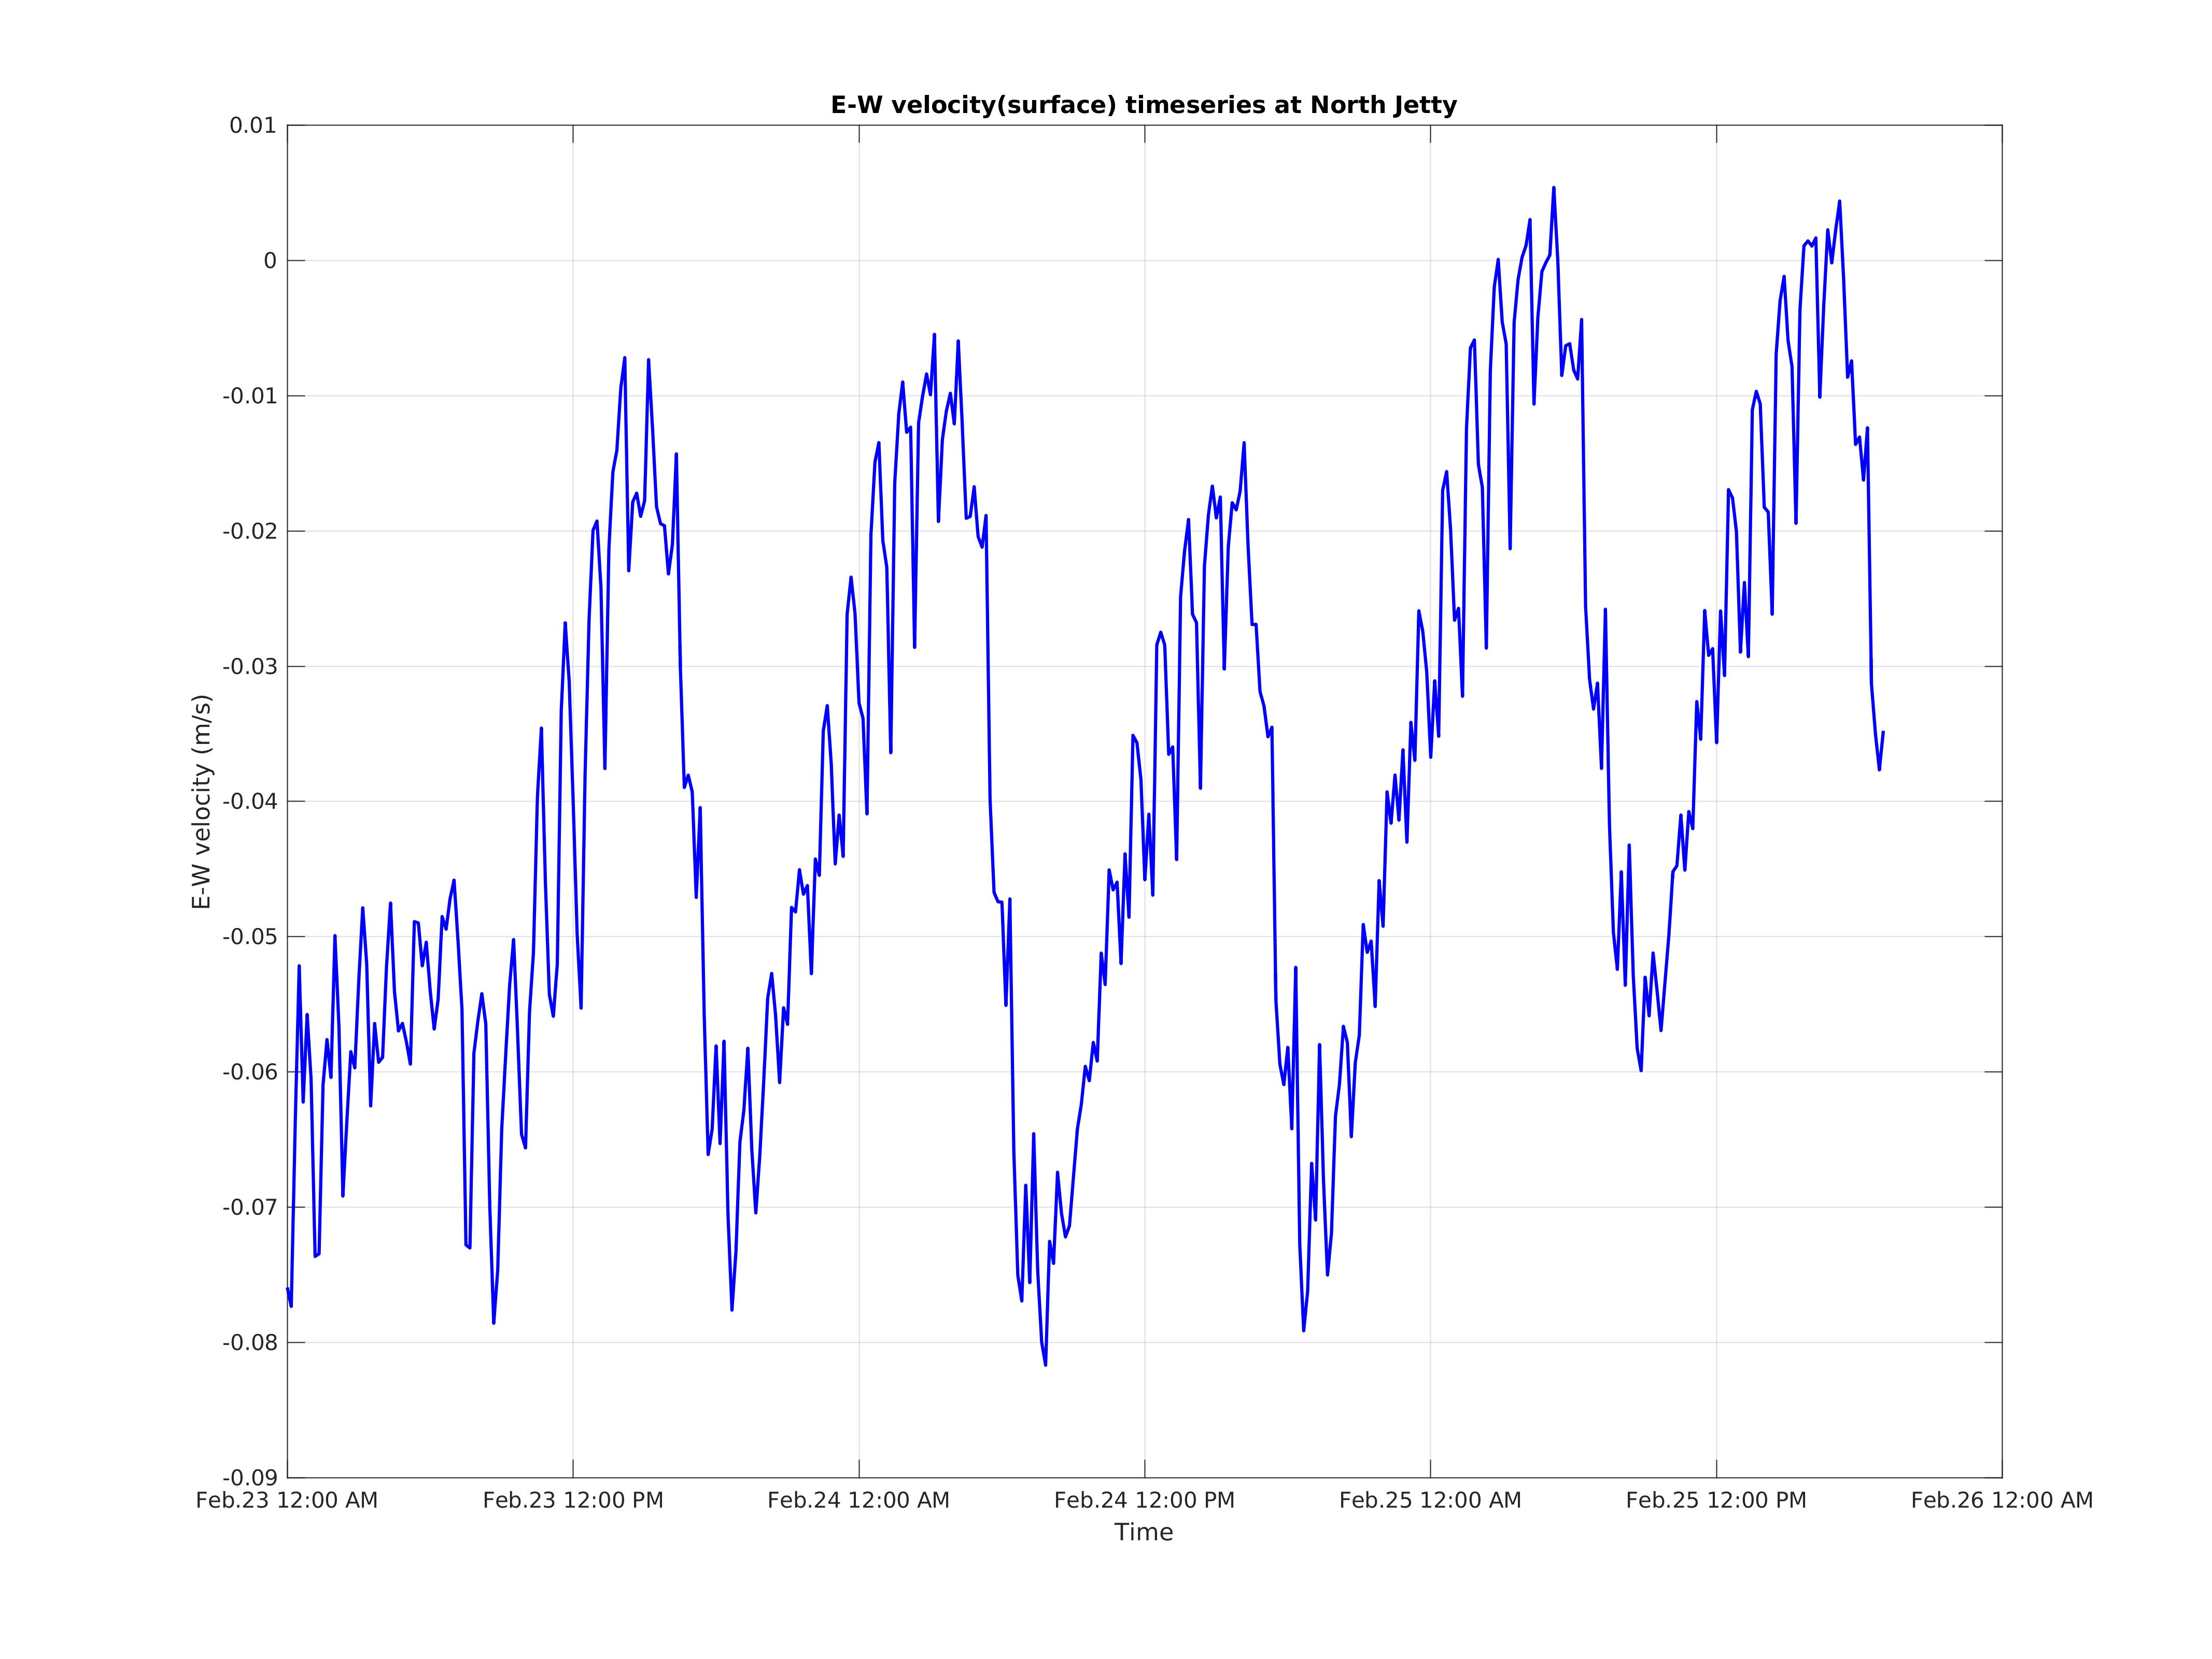 E-W velocity(surface) timeseries at North Jetty
0.01
0
-0.01
-0.02
-0.03
-0.04
-0.05
-0.06
-0.07
-0.08
-0.09
E-W velocity (m/s)
Feb.23 12:00 AM
Feb.23 12:00 PM
Feb.24 12:00 AM
Feb.24 12:00 PM
Feb.25 12:00 AM
Feb.25 12:00 PM
Feb.26 12:00 AM
Time